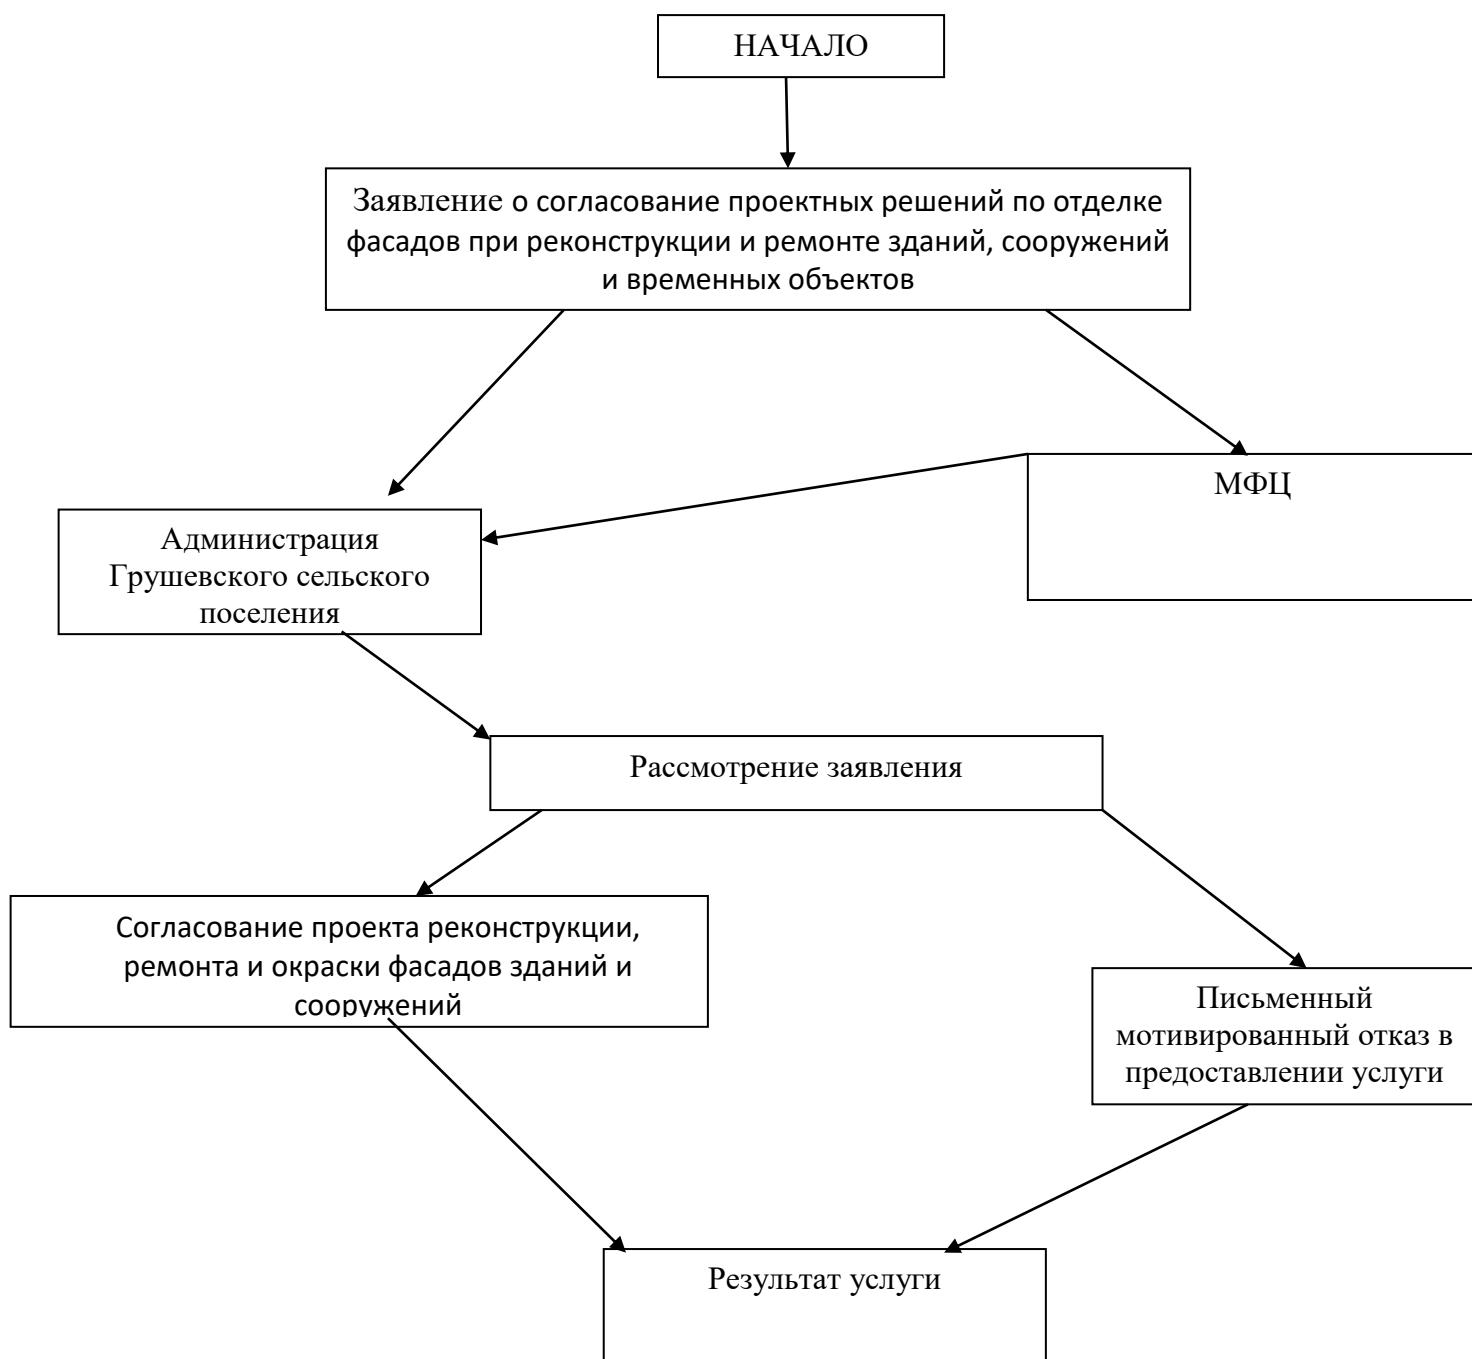 НАЧАЛО
Заявление о согласование проектных решений по отделке
фасадов при реконструкции и ремонте зданий, сооружений
и временных объектов
МФЦ
Администрация
Грушевского сельского
поселения
Рассмотрение заявления
Согласование проекта реконструкции,
ремонта и окраски фасадов зданий и
сооружений
Письменный
мотивированный отказ в
предоставлении услуги
Результат услуги